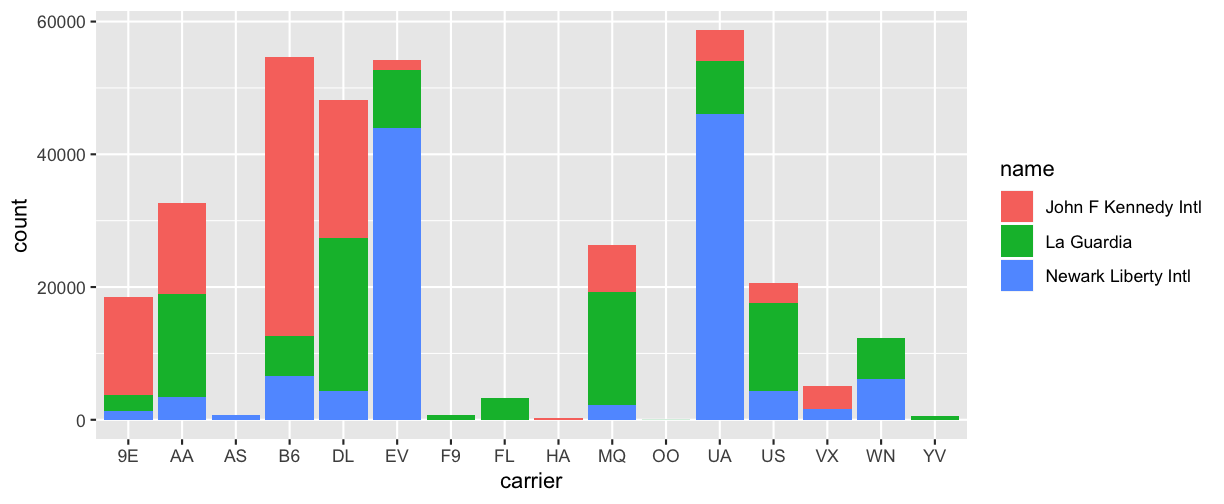 60000
40000
20000
0
count
9E AA AS B6 DL EV F9 FL HA MQ OO UA US VX WN YV
carrier
name
John F Kennedy Intl
La Guardia
Newark Liberty Intl